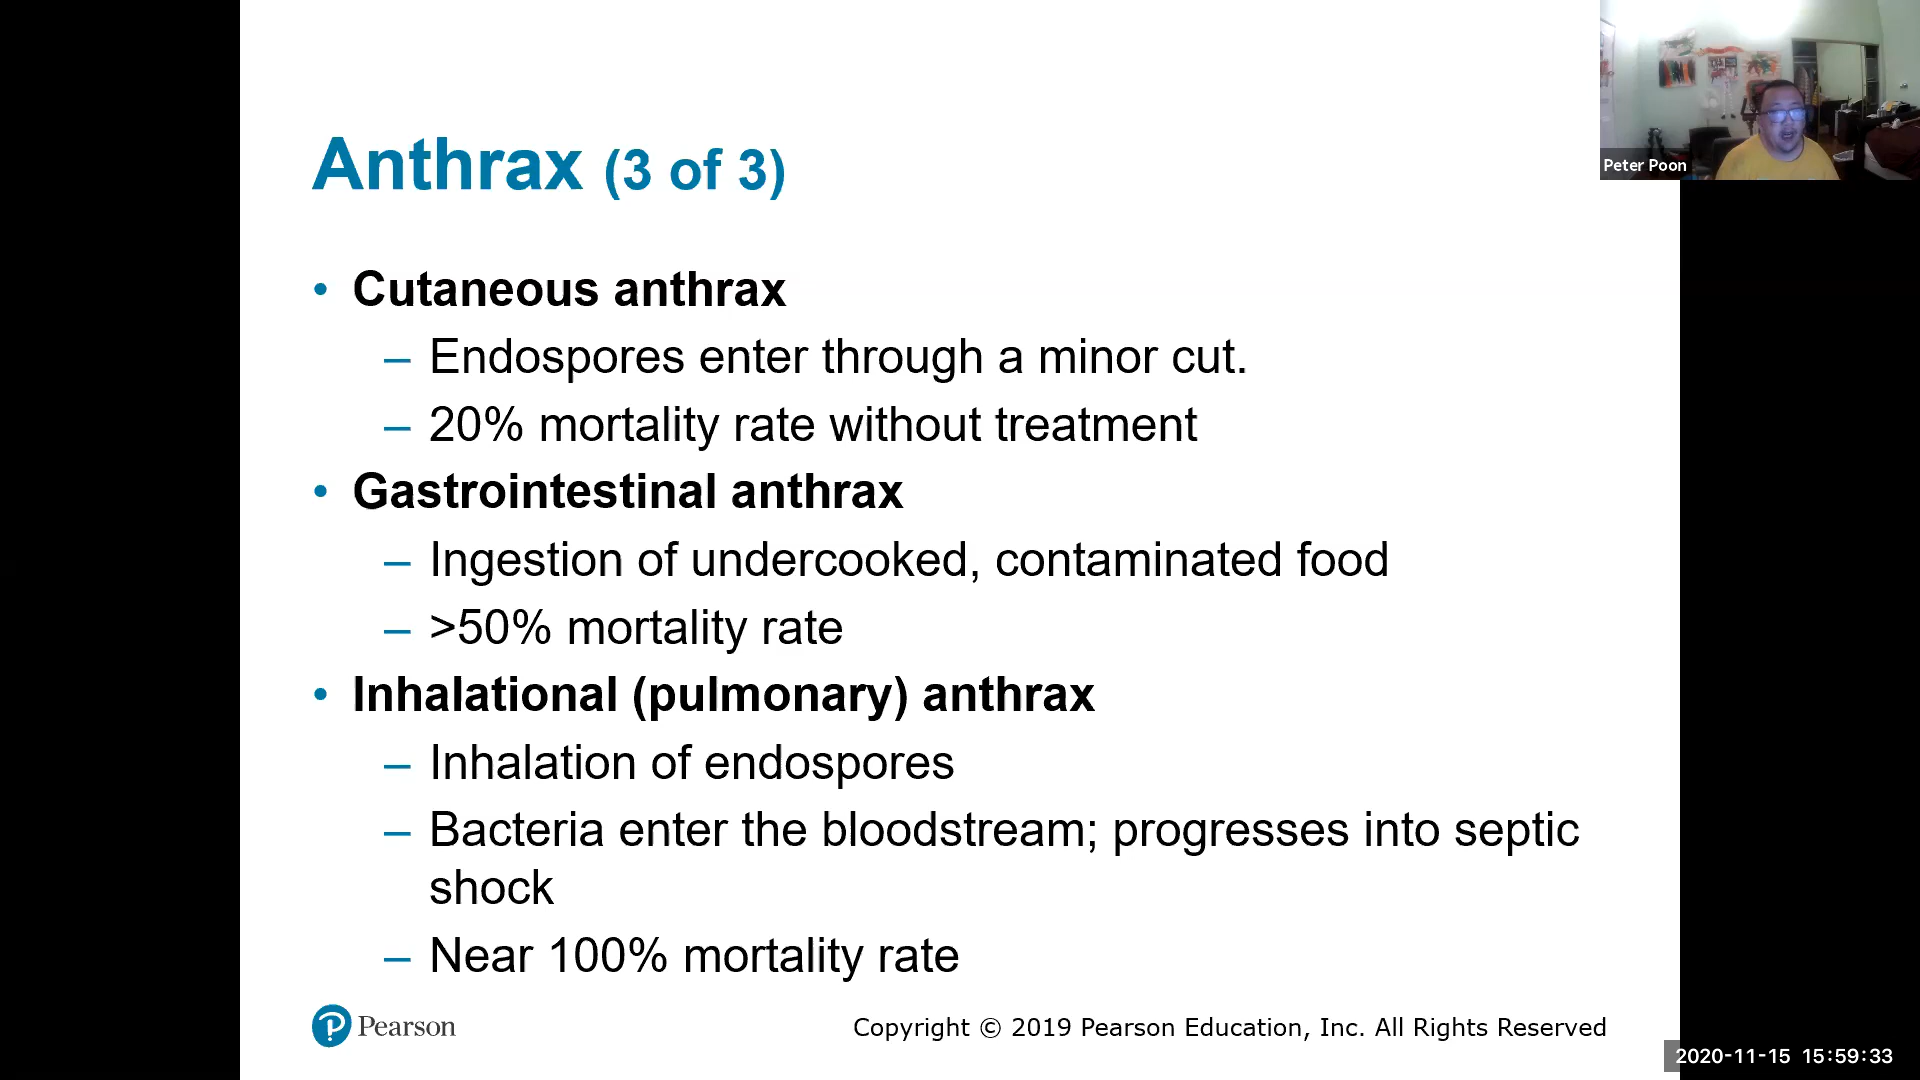 Anthrax (3 of 3)
• Cutaneous anthrax
– Endospores enter through a minor cut.
– 20% mortality rate without treatment
• Gastrointestinal anthrax
– Ingestion of undercooked, contaminated food
– >50% mortality rate
• Inhalational (pulmonary) anthrax
– Inhalation of endospores
– Bacteria enter the bloodstream; progresses into septic
shock
– Near 100% mortality rate
Pearson
Copyright © 2019 Pearson Education, Inc. All Rights Reserved
Peter Poon
2020-11-15 15:59:33